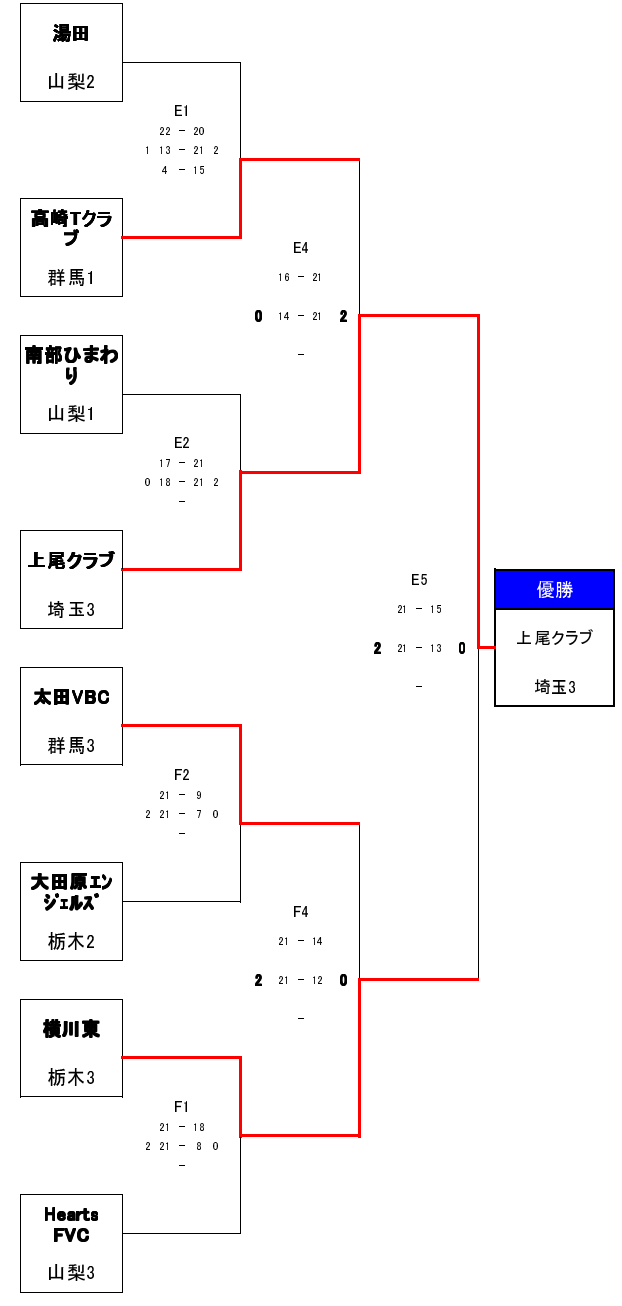 湯田
山梨2
E1
22 － 20
1 13 － 21 2
4 － 15
高崎Tクラ
ブ
群馬1
E4
16 － 21
0 14 － 21 2
－
南部ひまわ
り
山梨1
E2
17 － 21
0 18 － 21 2
－
上尾クラブ
埼玉3
E5
21 － 15
2 21 － 13 0
－
優勝
上尾クラブ
埼玉3
太田VBC
群馬3
F2
21 － 9
2 21 － 7 0
－
大田原エン
ジェルズ
栃木2
F4
21 － 14
2 21 － 12 0
－
横川東
栃木3
F1
21 － 18
2 21 － 8 0
－
Hearts
FVC
山梨3